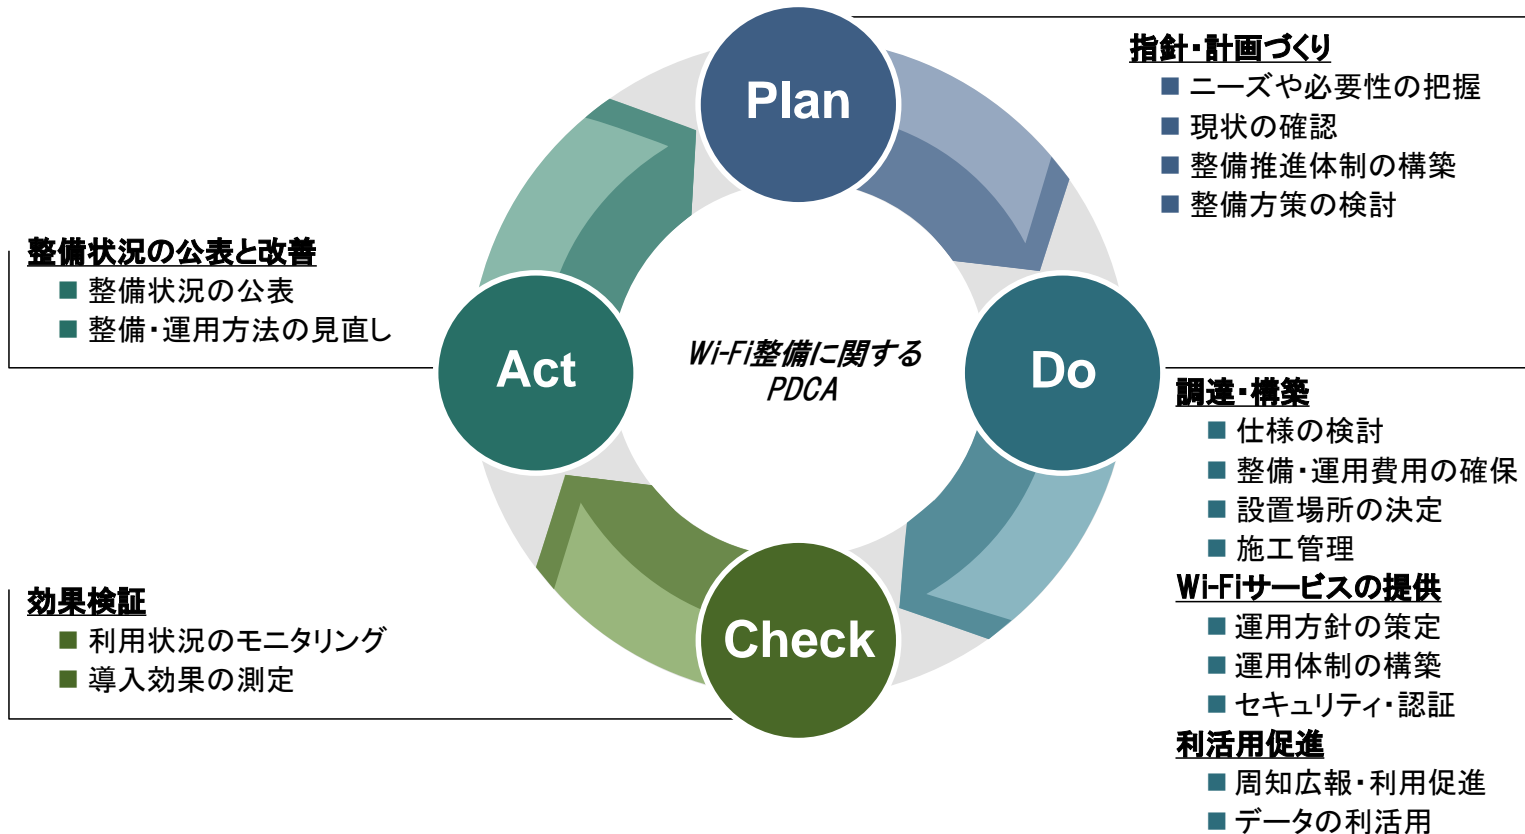 Plan
指針・計画づくり
ニーズや必要性の把握
現状の確認
整備推進体制の構築
整備方策の検討
Do
調達・構築
仕様の検討
整備・運用費用の確保
設置場所の決定
施工管理
Wi-Fiサービスの提供
運用方針の策定
運用体制の構築
セキュリティ・認証
利活用促進
周知広報・利用促進
データの利活用
Check
効果検証
利用状況のモニタリング
導入効果の測定
Act
整備状況の公表と改善
整備状況の公表
整備・運用方法の見直し
Wi-Fi整備に関する
PDCA